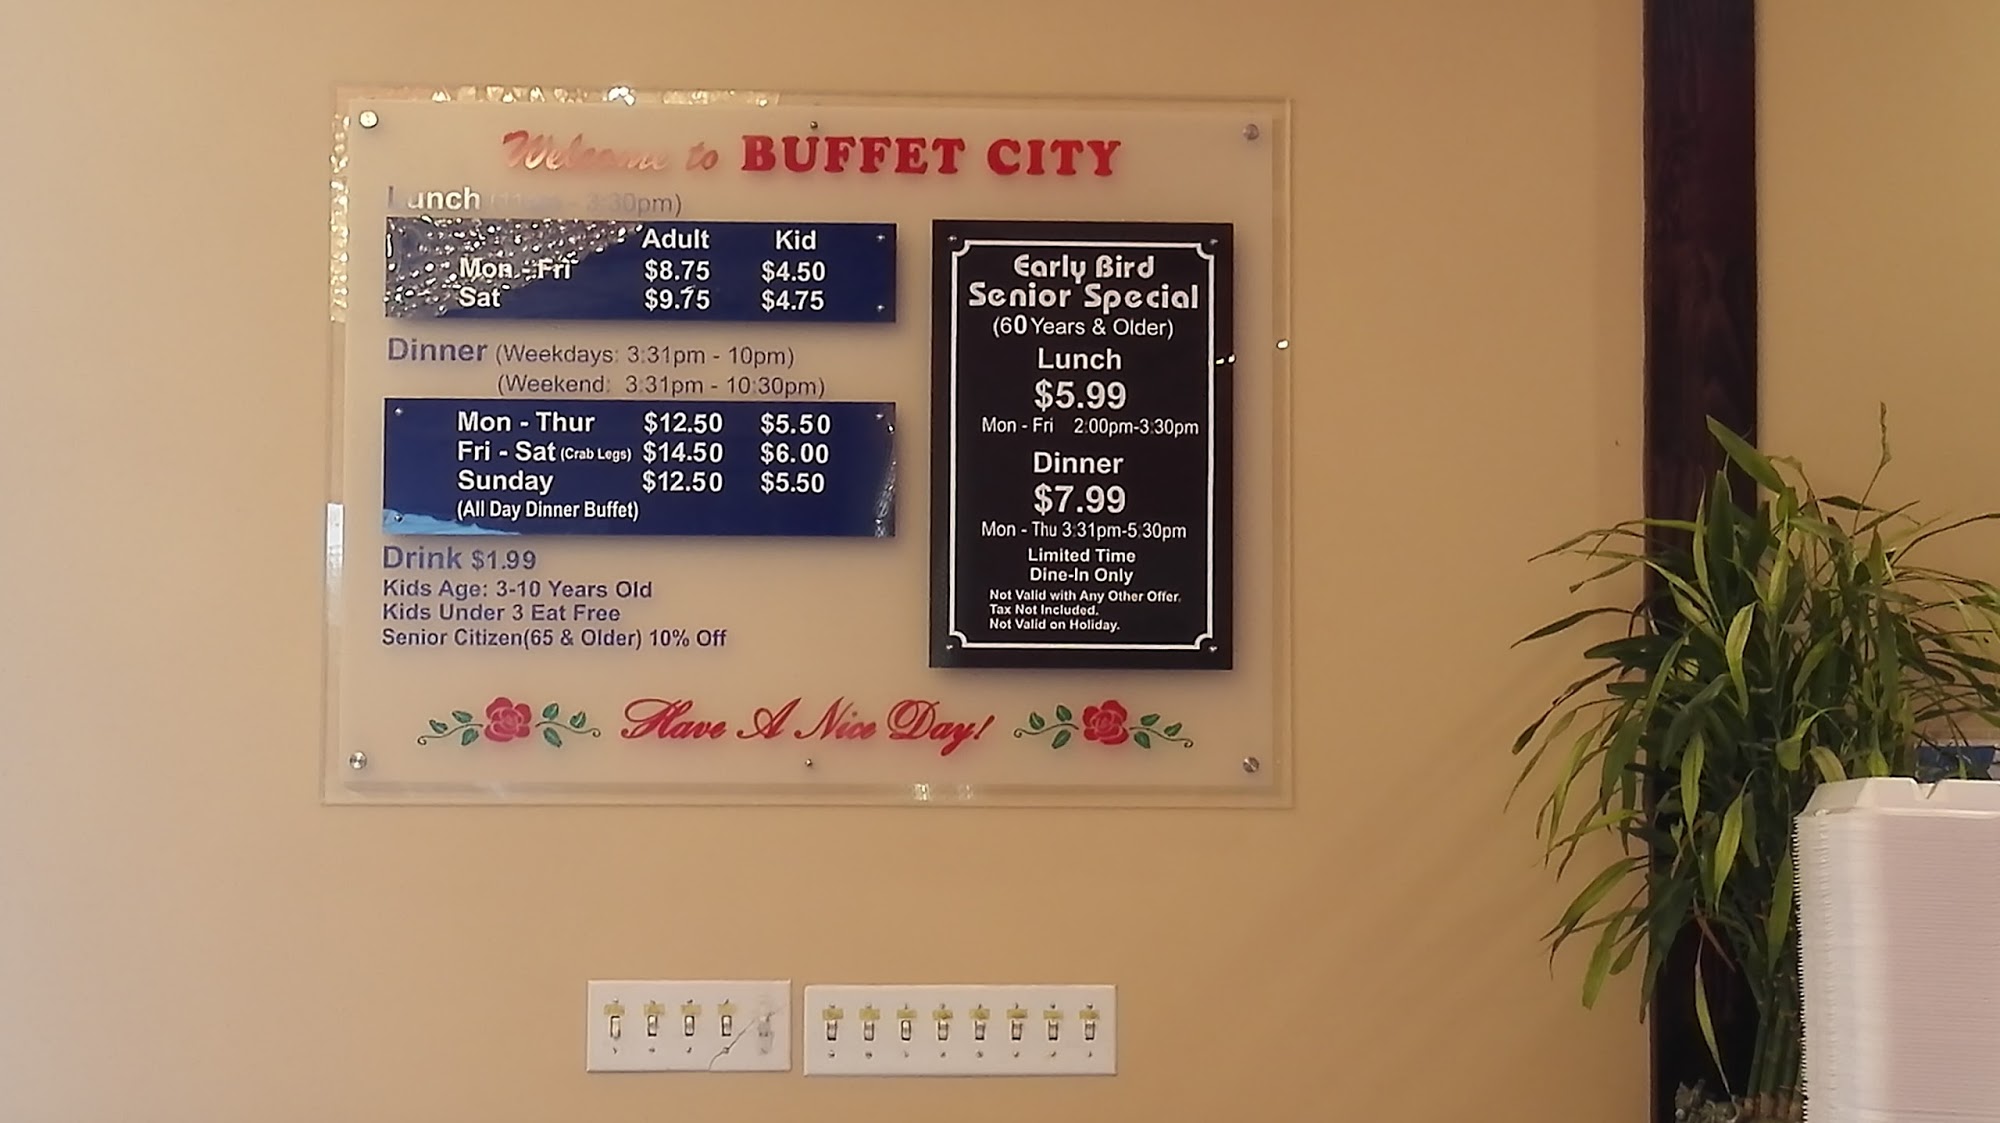 Welcome to BUFFET CITY
Lunch - 3:30pm)
Adult Kid
Mon - Fri $8.75 $4.50
Sat $9.75 $4.75
Dinner (Weekdays: 3:31pm - 10pm)
(Weekend: 3:31pm - 10:30pm)
Mon - Thur $12.50 $5.50
Fri - Sat (Crab Legs) $14.50 $6.00
Sunday $12.50 $5.50
(All Day Dinner Buffet)
Drink $1.99
Kids Age: 3-10 Years Old
Kids Under 3 Eat Free
Senior Citizen(65 & Older) 10% Off
Early Bird
Senior Special
(60 Years & Older)
Lunch
$5.99
Mon - Fri 2:00pm-3:30pm
Dinner
$7.99
Mon - Thu 3:31pm-5:30pm
Limited Time
Dine-In Only
Not Valid with Any Other Offer.
Tax Not Included.
Not Valid on Holiday.
Have A Nice Day!